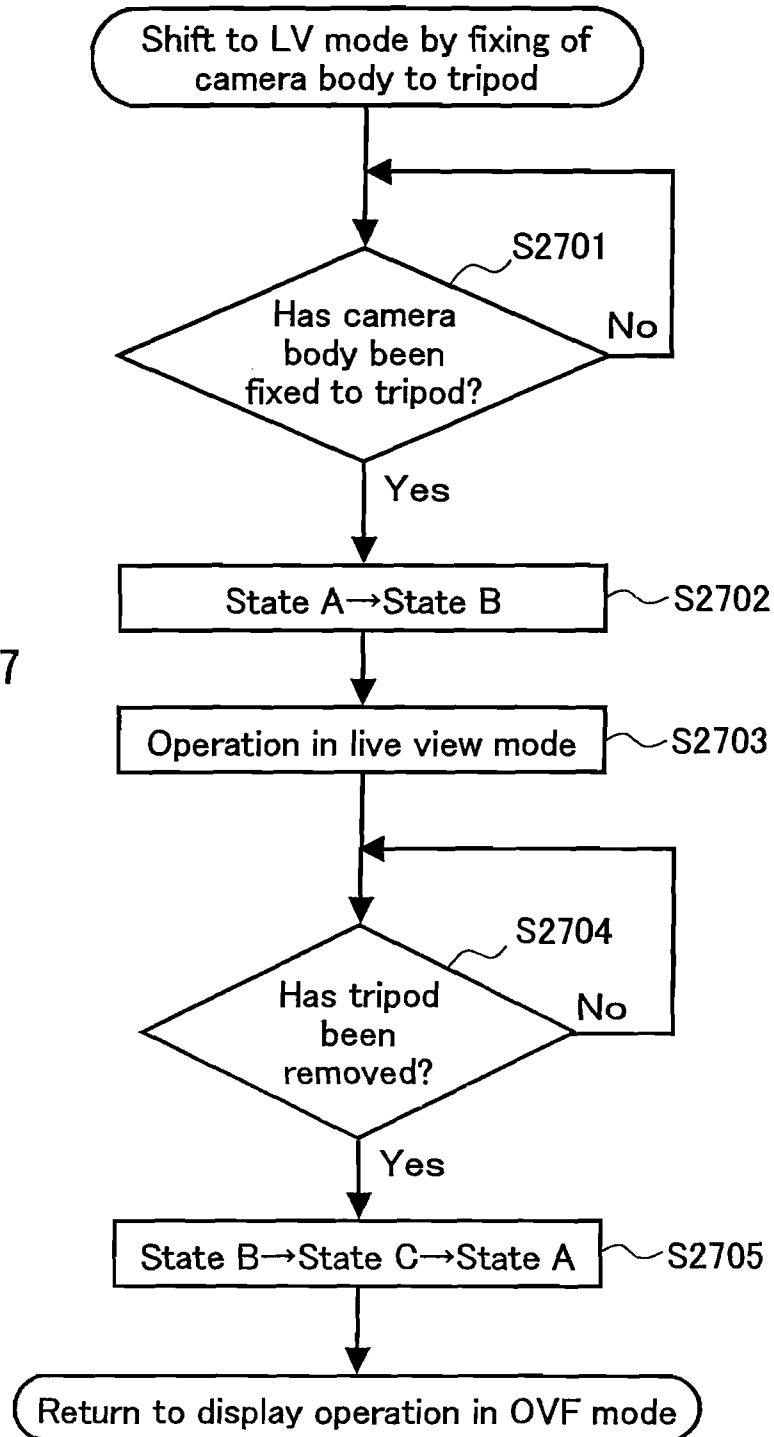 Shift to LV mode by fixing of
camera body to tripod
S2701
Has camera
body been
fixed to tripod?
No
Yes
State A→State B
S2702
7
Operation in live view mode
S2703
S2704
Has tripod
been
removed?
No
Yes
State B→State C→State A
S2705
Return to display operation in OVF mode